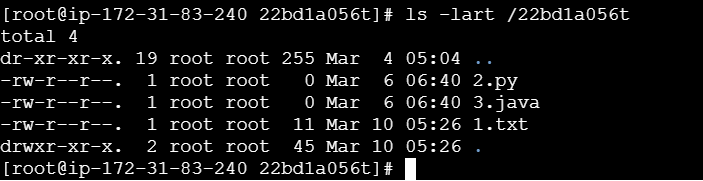 [root@ip-172-31-83-240 22bd1a056t]# ls -lart /22bd1a056t
total 4
dr-xr-xr-x. 19 root root 255 Mar  4 05:04 ..
-rw-r--r--.  1 root root   0 Mar  6 06:40 2.py
-rw-r--r--.  1 root root   0 Mar  6 06:40 3.java
-rw-r--r--.  1 root root  11 Mar 10 05:26 1.txt
drwxr-xr-x.  2 root root  45 Mar 10 05:26 .
[root@ip-172-31-83-240 22bd1a056t]#